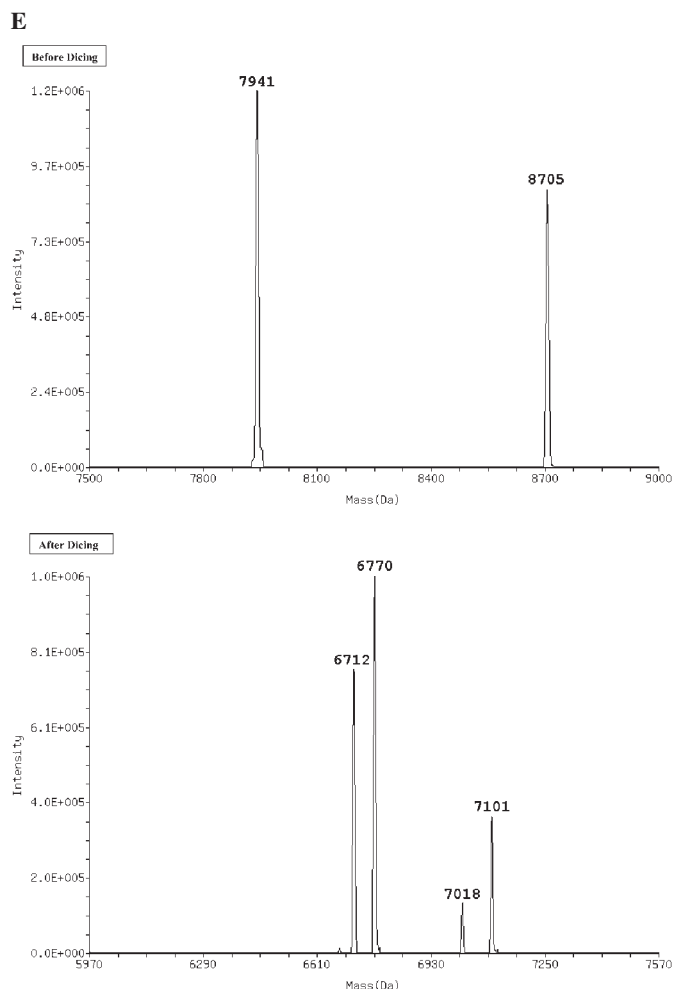 E
Before Dicing
7941
1.2E+006
8705
9.7E+005
7.3E+005
Intensity
4.8E+005
2.4E+005
0.0E+000
7500 7800 8100 8400 8700 9000
Mass(Da)
After Dicing
6770
1.0E+006
6712
8.1E+005
6.1E+005
Intensity
4.0E+005
7101
2.0E+005
7018
0.0E+000
5970 6290 6610 6930 7250 7570
Mass(Da)